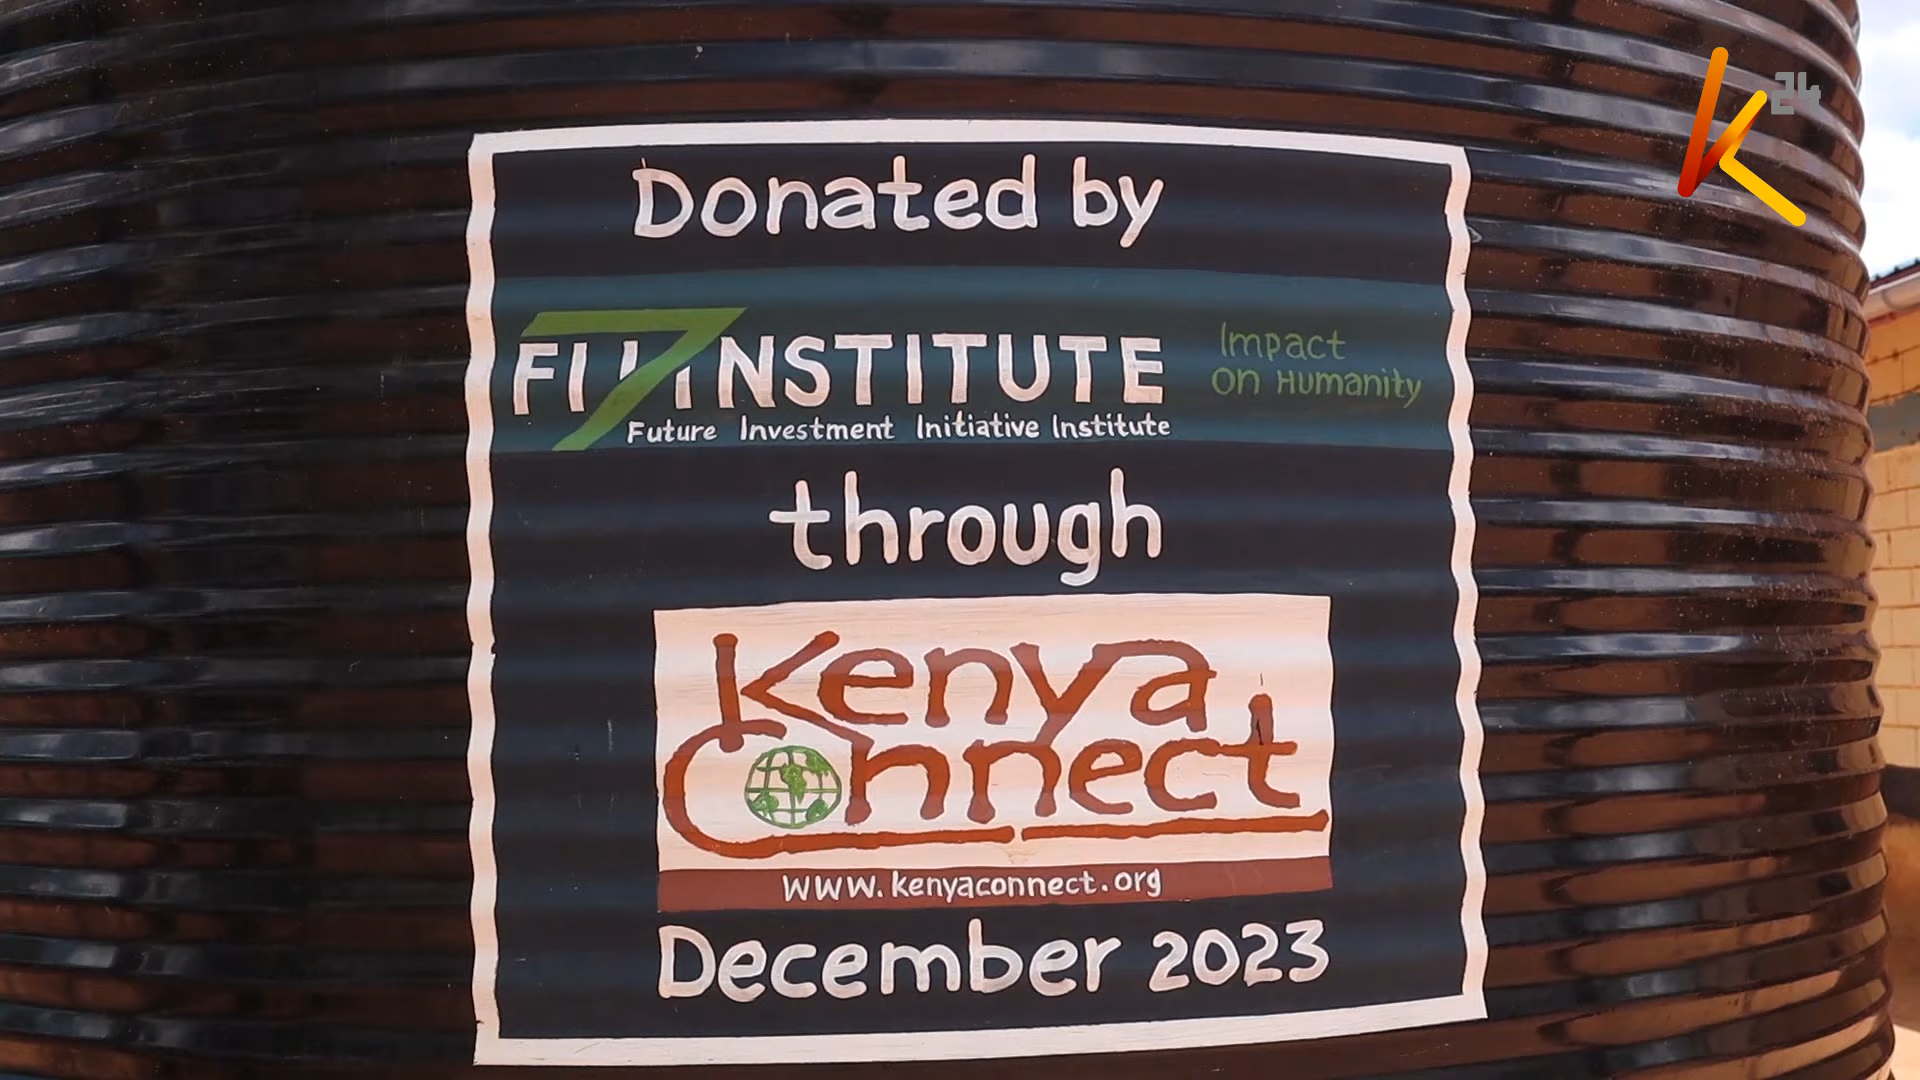 K24
Donated by
FII INSTITUTE
Future Investment Initiative Institute
Impact
on Humanity
through
Kenya
Connect
www.kenyaconnect.org
December 2023